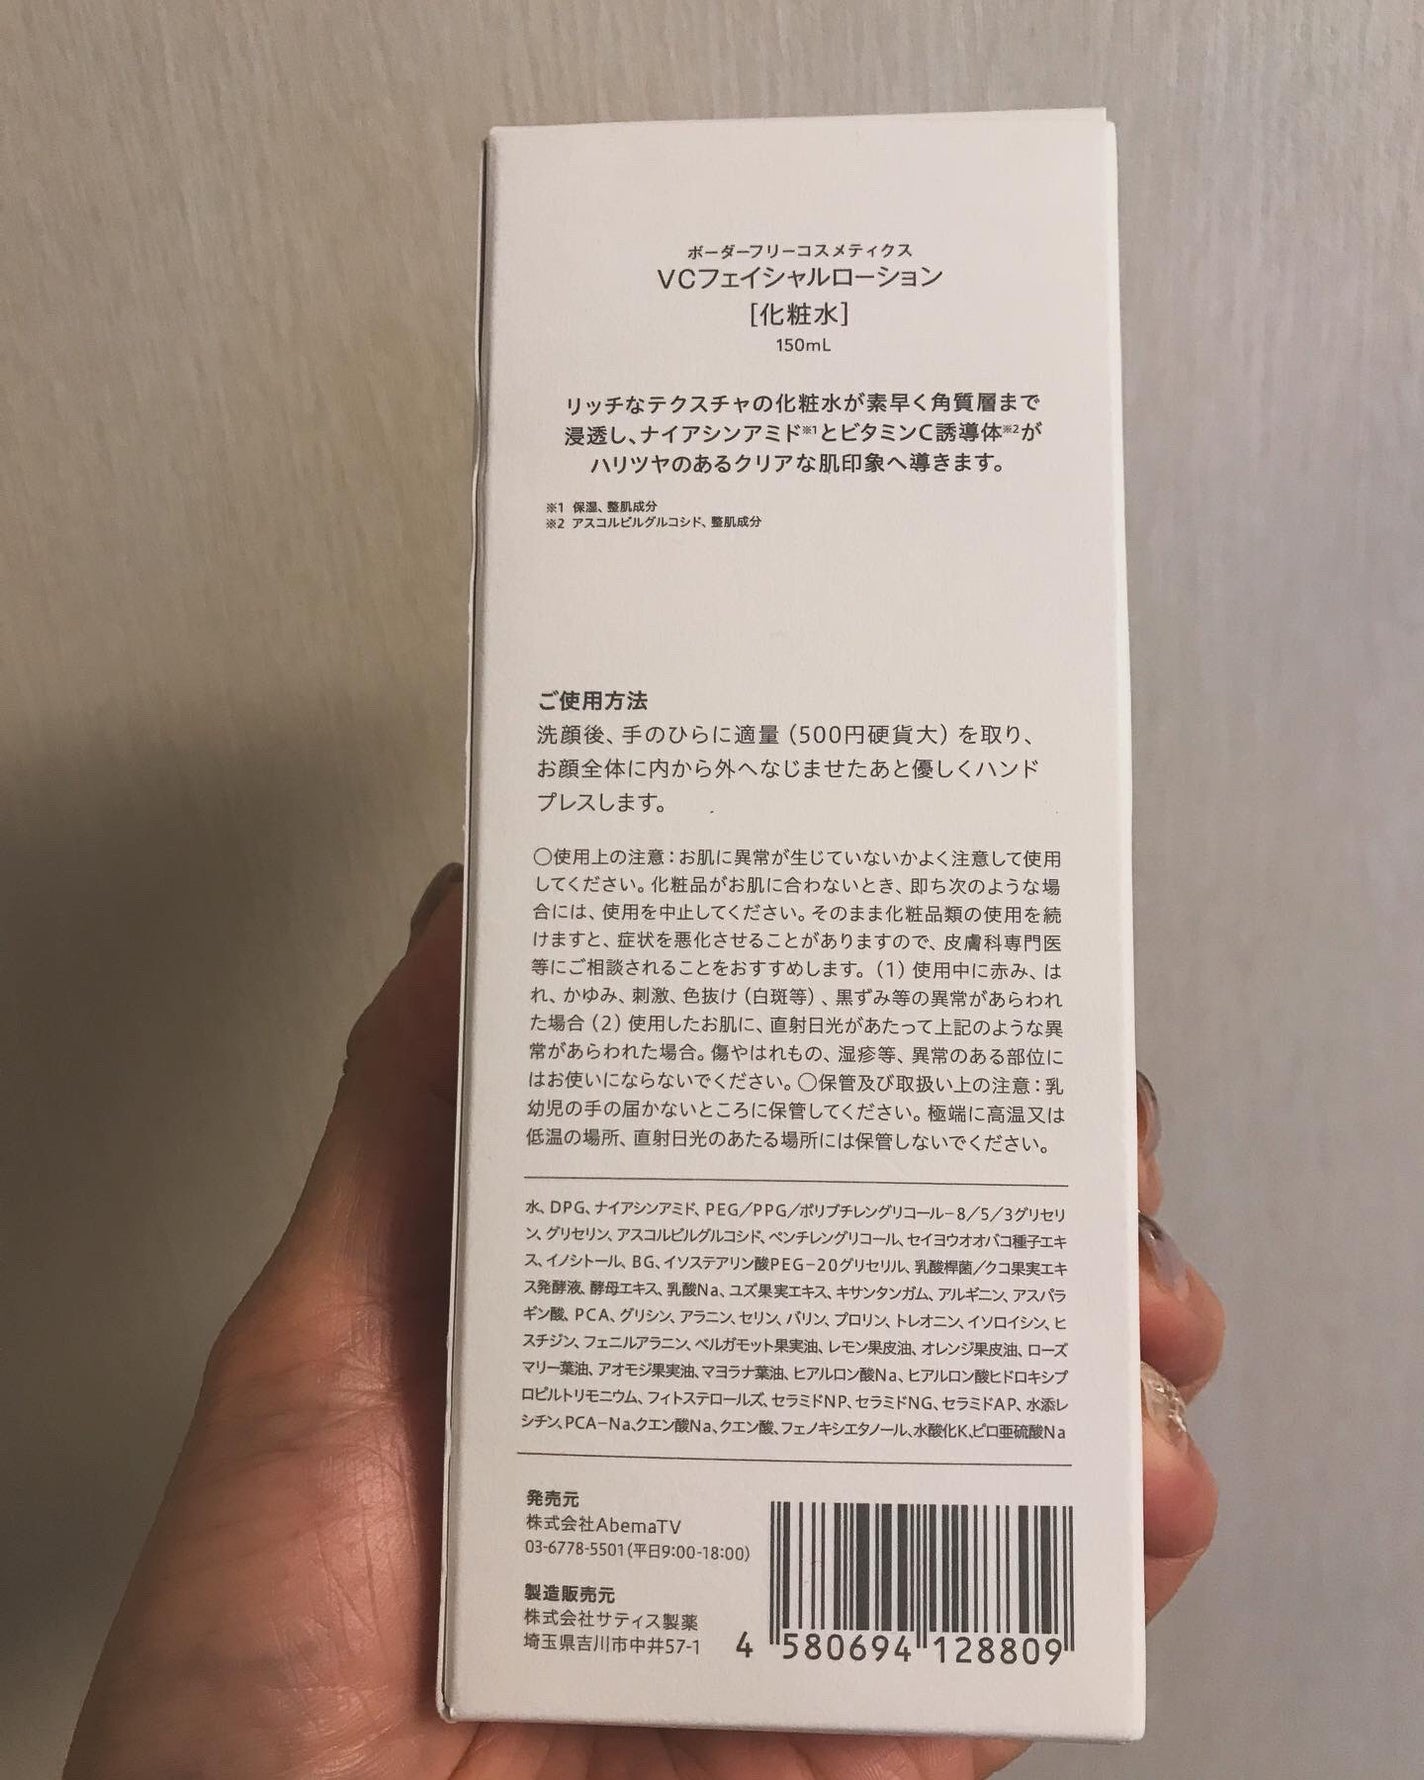 ボーダーフリーコスメティクス
VCフェイシャルローション
[化粧水]
150mL
リッチなテクスチャの化粧水が素早く角質層まで
浸透し、ナイアシンアミド※1とビタミンC誘導体※2が
ハリツヤのあるクリアな肌印象へ導きます。
※1 保湿、整肌成分
※2 アスコルビルグルコシド、整肌成分
ご使用方法
洗顔後、手のひらに適量（500円硬貨大）を取り、
お顔全体に内から外へなじませたあと優しくハンド
プレスします。
〇使用上の注意：お肌に異常が生じていないかよく注意して使用
してください。化粧品がお肌に合わないとき、即ち次のような場
合には、使用を中止してください。そのまま化粧品類の使用を続
けますと、症状を悪化させることがありますので、皮膚科専門医
等にご相談されることをおすすめします。（1）使用中に赤み、は
れ、かゆみ、刺激、色抜け（白斑等）、黒ずみ等の異常があらわれ
た場合（2）使用したお肌に、直射日光があたって上記のような異
常があらわれた場合。傷やはれもの、湿疹等、異常のある部位に
はお使いにならないでください。〇保管及び取扱い上の注意：乳
幼児の手の届かないところに保管してください。極端に高温又は
低温の場所、直射日光のあたる場所には保管しないでください。
水、DPG、ナイアシンアミド、PEG／PPG／ポリブチレングリコール−8／5／3グリセリ
ン、グリセリン、アスコルビルグルコシド、ペンチレングリコール、セイヨウオオバコ種子エキ
ス、イノシトール、BG、イソステアリン酸PEG−20グリセリル、乳酸桿菌／クコ果実エキ
ス発酵液、酵母エキス、乳酸Na、ユズ果実エキス、キサンタンガム、アルギニン、アスパラ
ギン酸、PCA、グリシン、アラニン、セリン、バリン、プロリン、トレオニン、イソロイシン、ヒ
スチジン、フェニルアラニン、ベルガモット果実油、レモン果皮油、オレンジ果皮油、ローズ
マリー葉油、アオモジ果実油、マヨラナ葉油、ヒアルロン酸Na、ヒアルロン酸ヒドロキシプ
ロピルトリモニウム、フィトステロールズ、セラミドNP、セラミドNG、セラミドAP、水添レ
シチン、PCA−Na、クエン酸Na、クエン酸、フェノキシエタノール、水酸化K、ピロ亜硫酸Na
発売元
株式会社AbemaTV
03-6778-5501(平日9:00-18:00)
製造販売元
株式会社サティス製薬
埼玉県吉川市中井57-1
4 580694 128809